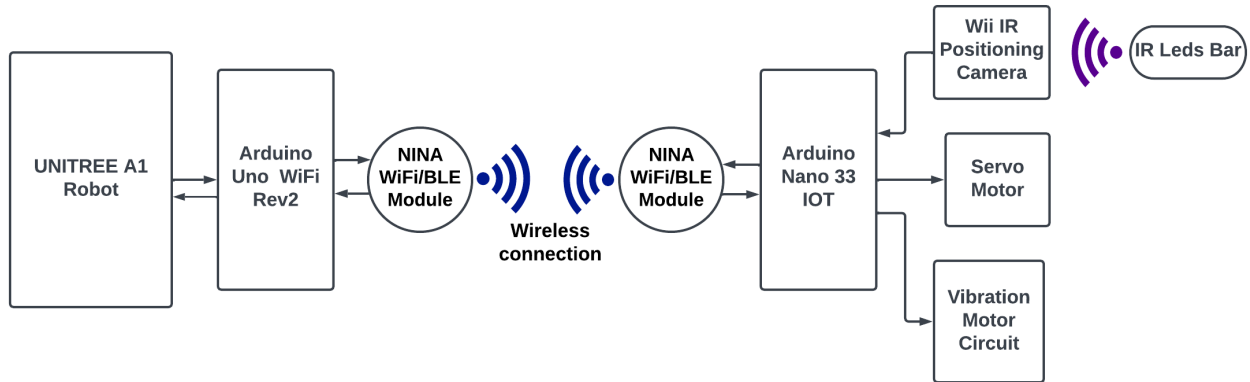 UNITREE A1
Robot
Arduino
Uno WiFi
Rev2
NINA
WiFi/BLE
Module
Wireless
connection
NINA
WiFi/BLE
Module
Arduino
Nano 33
IOT
Wii IR
Positioning
Camera
IR Leds Bar
Servo
Motor
Vibration
Motor
Circuit